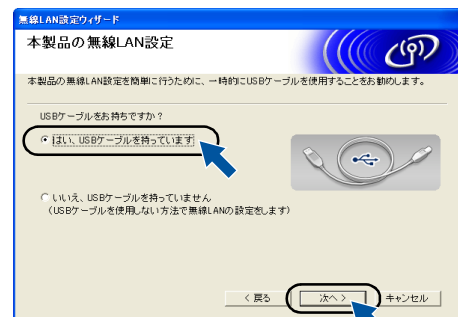 無線LAN設定ウィザード
本製品の無線LAN設定
本製品の無線LAN設定を簡単に行うために、一時的にUSBケーブルを使用することをお勧めします。
USBケーブルをお持ちですか？
はい、USBケーブルを持っています
いいえ、USBケーブルを持っていません
(USBケーブルを使用しない方法で無線LANの設定をします)
< 戻る
次へ >
キャンセル